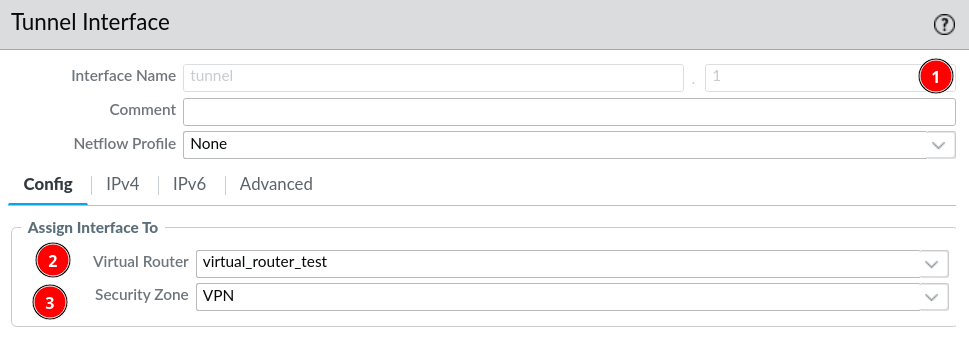 Tunnel Interface ?
Interface Name tunnel . 1 1
Comment
Netflow Profile None
Config IPv4 IPv6 Advanced
Assign Interface To
2 Virtual Router virtual_router_test
3 Security Zone VPN